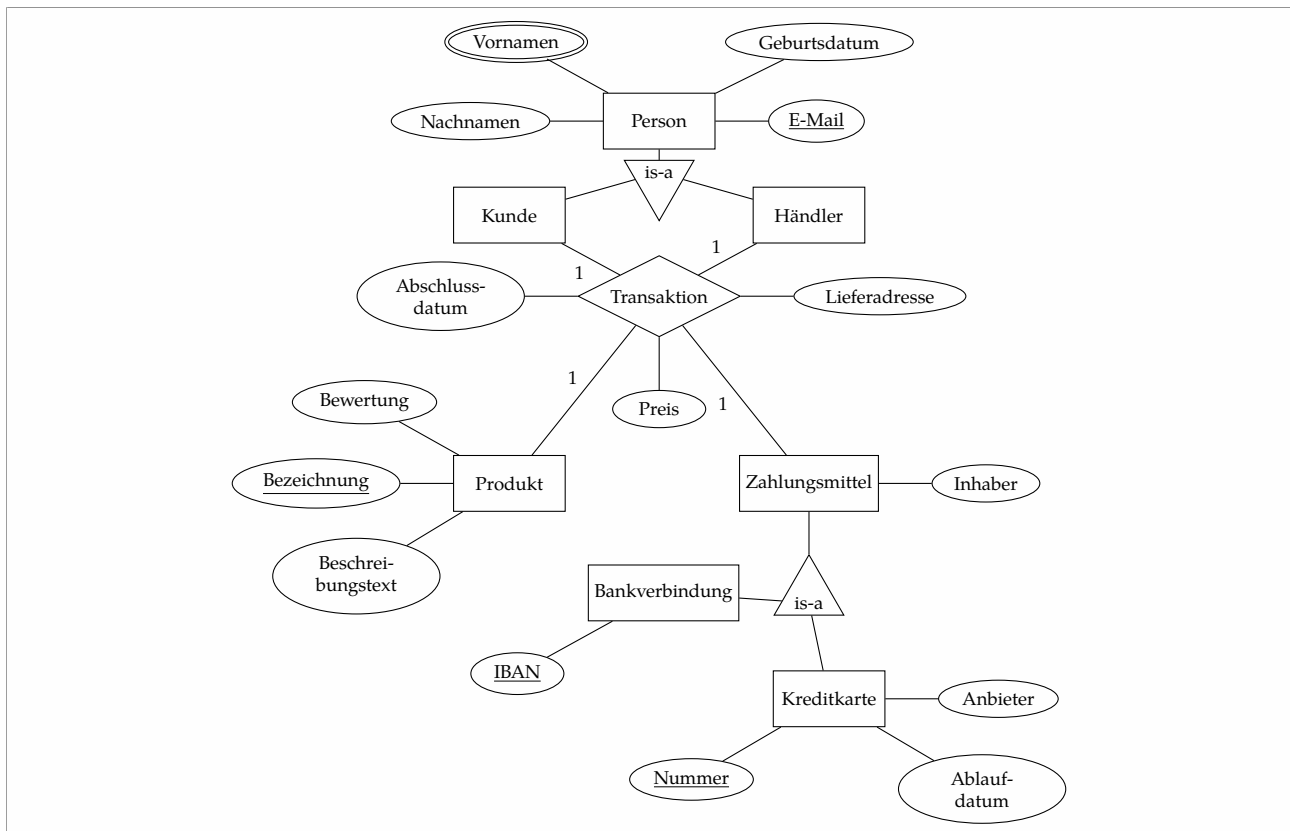 Vornamen
Geburtsdatum
Nachnamen
Person
E-Mail
is-a
Kunde
Händler
1
1
Abschluss-
datum
Transaktion
Lieferadresse
1
Bewertung
Preis
1
Bezeichnung
Produkt
Zahlungsmittel
Inhaber
Beschrei-
bungstext
Bankverbindung
is-a
IBAN
Kreditkarte
Anbieter
Nummer
Ablauf-
datum